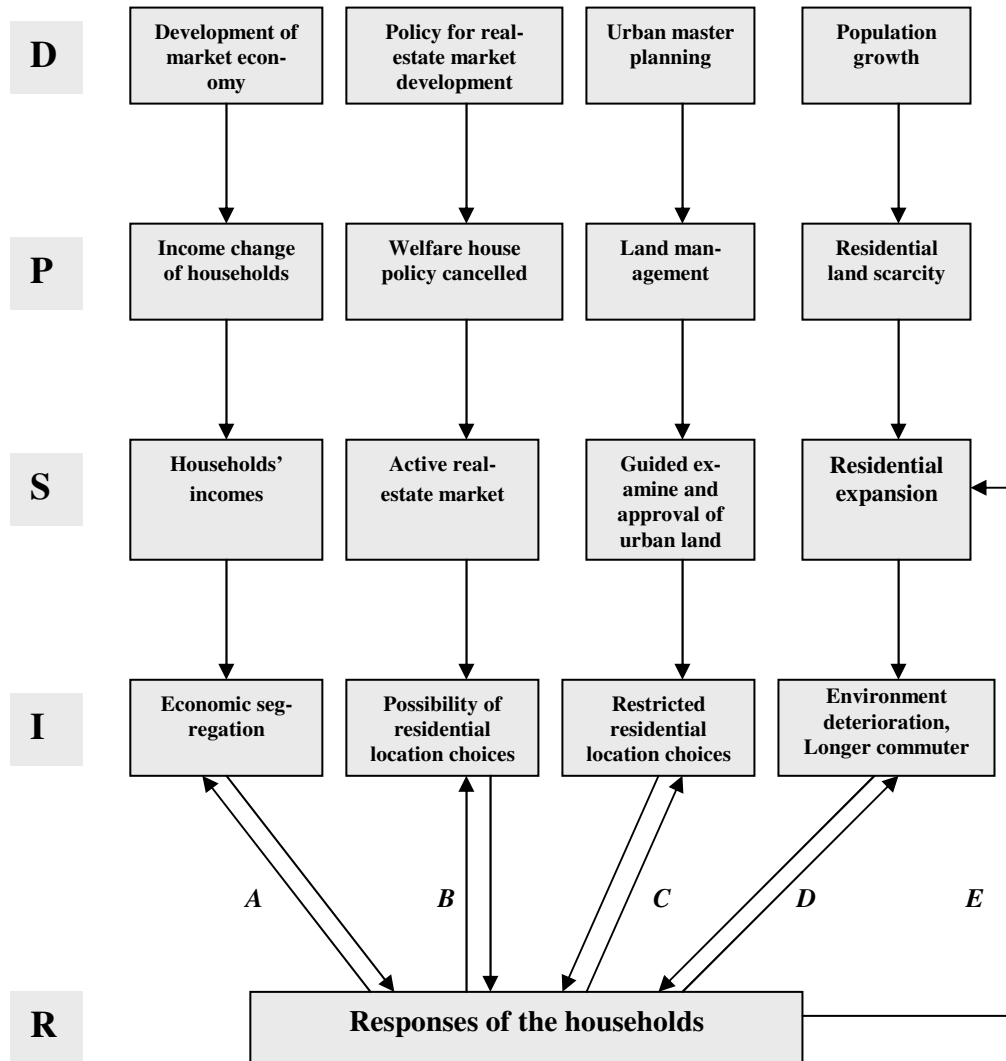 D
Development of
market econ-
omy
Policy for real-
estate market
development
Urban master
planning
Population
growth
P
Income change
of households
Welfare house
policy cancelled
Land man-
agement
Residential
land scarcity
S
Households'
incomes
Active real-
estate market
Guided ex-
amine and
approval of
urban land
Residential
expansion
I
Economic seg-
regation
Possibility of
residential
location choices
Restricted
residential
location choices
Environment
deterioration,
Longer commuter
A
B
C
D
E
R
Responses of the households